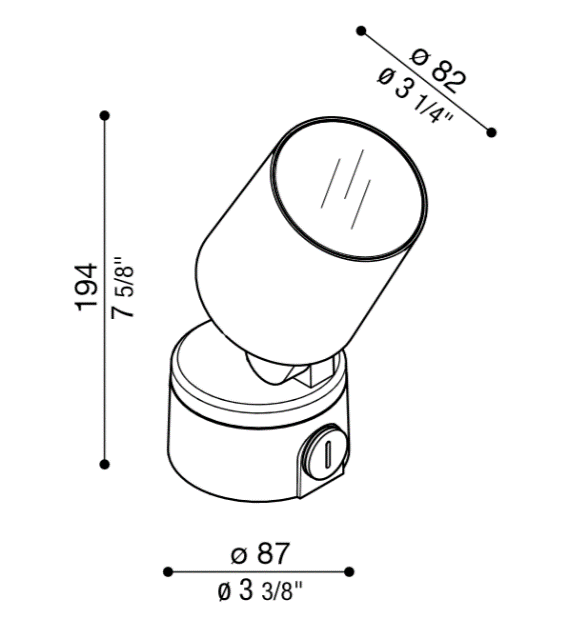 ø 82
ø 3 1/4"
194
7 5/8"
ø 87
ø 3 3/8"